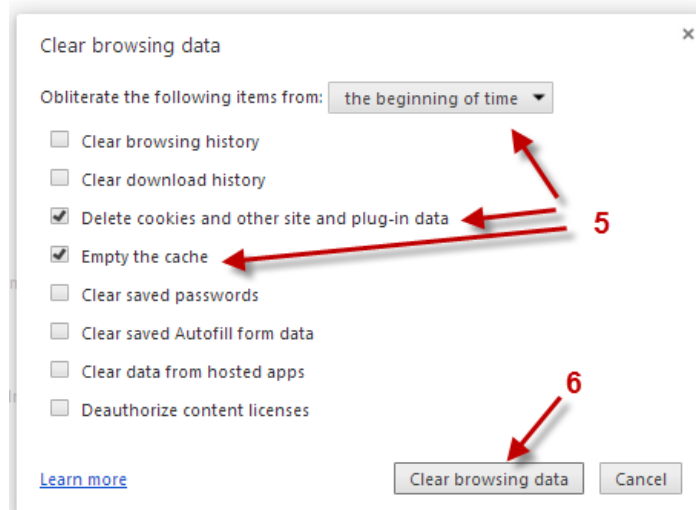 Clear browsing data
×
Obliterate the following items from: the beginning of time
Clear browsing history
Clear download history
Delete cookies and other site and plug-in data
5
Empty the cache
Clear saved passwords
Clear saved Autofill form data
Clear data from hosted apps
6
Deauthorize content licenses
Learn more Clear browsing data Cancel